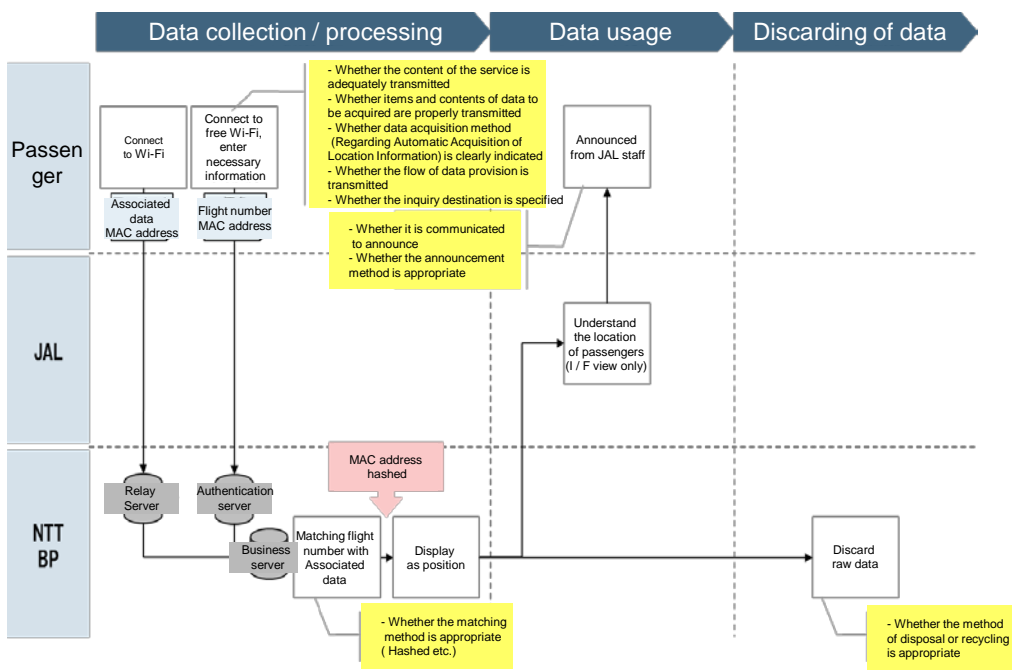 Data collection / processing
Data usage
Discarding of data
Passen
ger
Connect
to Wi-Fi
Connect to
free Wi-Fi,
enter
necessary
information
- Whether the content of the service is
adequately transmitted
- Whether items and contents of data to
be acquired are properly transmitted
- Whether data acquisition method
(Regarding Automatic Acquisition of
Location Information) is clearly indicated
- Whether the flow of data provision is
transmitted
- Whether the inquiry destination is specified
Announced
from JAL staff
Associated
data
MAC address
Flight number
MAC address
- Whether it is communicated
to announce
- Whether the announcement
method is appropriate
JAL
Understand
the location
of passengers
(I / F view only)
MAC address
hashed
NTT
BP
Relay
Server
Authentication
server
Business
server
Matching flight
number with
Associated
data
Display
as position
Discard
raw data
- Whether the matching
method is appropriate
( Hashed etc.)
- Whether the method
of disposal or recycling
is appropriate